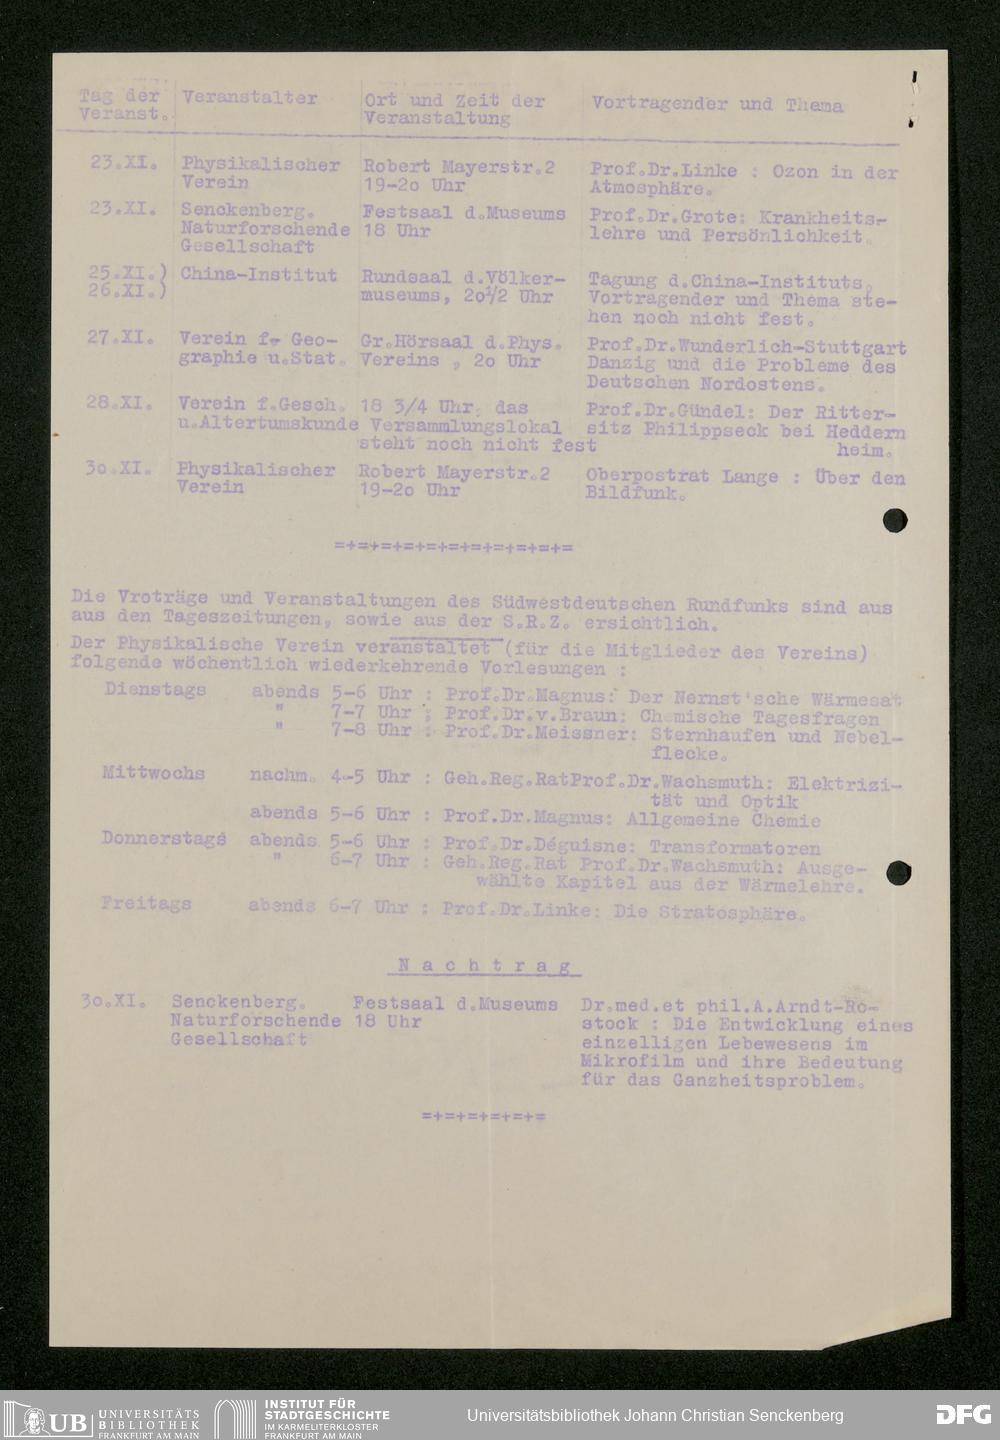 Tag der Veranstalter Ort und Zeit der Vortragender und Thema
Veranst. Veranstaltung
23.XI. Physikalischer Robert Mayerstr.2 Prof.Dr.Linke : Ozon in der
Verein 19-2o Uhr Atmosphäre.
23.XI. Senckenberg. Festsaal d.Museums Prof.Dr.Grote: Krankheits-
Naturforschende 18 Uhr lehre und Persönlichkeit.
Gesellschaft
25.XI.) China-Institut Rundsaal d.Völker- Tagung d.China-Instituts,
26.XI.) museums, 2o1/2 Uhr Vortragender und Thema ste-
hen noch nicht fest.
27.XI. Verein f. Geo- Gr.Hörsaal d.Phys. Prof.Dr.Wunderlich-Stuttgart
graphie u.Stat. Vereins , 2o Uhr Danzig und die Probleme des
Deutschen Nordostens.
28.XI. Verein f.Gesch. 18 3/4 Uhr, das Prof.Dr.Gündel: Der Ritter-
u.Altertumskunde Versammlungslokal sitz Philippseck bei Heddern
steht noch nicht fest heim.
3o.XI. Physikalischer Robert Mayerstr.2 Oberpostrat Lange : Über den
Verein 19-2o Uhr Bildfunk.
=+=+=+=+=+=+=+=+=+=+=
Die Vroträge und Veranstaltungen des Südwestdeutschen Rundfunks sind aus
aus den Tageszeitungen, sowie aus der S.R.Z. ersichtlich.
Der Physikalische Verein veranstaltet (für die Mitglieder des Vereins)
folgende wöchentlich wiederkehrende Vorlesungen :
Dienstags abends 5-6 Uhr : Prof.Dr.Magnus: Der Nernst'sche Wärmesat
" 7-7 Uhr : Prof.Dr.v.Braun: Chemische Tagesfragen
" 7-8 Uhr : Prof.Dr.Meissner: Sternhaufen und Nebel-
flecke.
Mittwochs nachm. 4-5 Uhr : Geh.Reg.RatProf.Dr.Wachsmuth: Elektrizi-
tät und Optik
abends 5-6 Uhr : Prof.Dr.Magnus: Allgemeine Chemie
Donnerstags abends 5-6 Uhr : Prof.Dr.Déguisne: Transformatoren
" 6-7 Uhr : Geh.Reg.Rat Prof.Dr.Wachsmuth: Ausge-
wählte Kapitel aus der Wärmelehre.
Freitags abends 6-7 Uhr : Prof.Dr.Linke: Die Stratosphäre.
N a c h t r a g
3o.XI. Senckenberg. Festsaal d.Museums Dr.med.et phil.A.Arndt-Ro-
Naturforschende 18 Uhr stock : Die Entwicklung eines
Gesellschaft einzelligen Lebewesens im
Mikrofilm und ihre Bedeutung
für das Ganzheitsproblem.
=+=+=+=+=+=
UB UNIVERSITÄTS
BIBLIOTHEK
FRANKFURT AM MAIN
INSTITUT FÜR
STADTGESCHICHTE
IM KARMELITERKLOSTER
FRANKFURT AM MAIN
Universitätsbibliothek Johann Christian Senckenberg
DFG